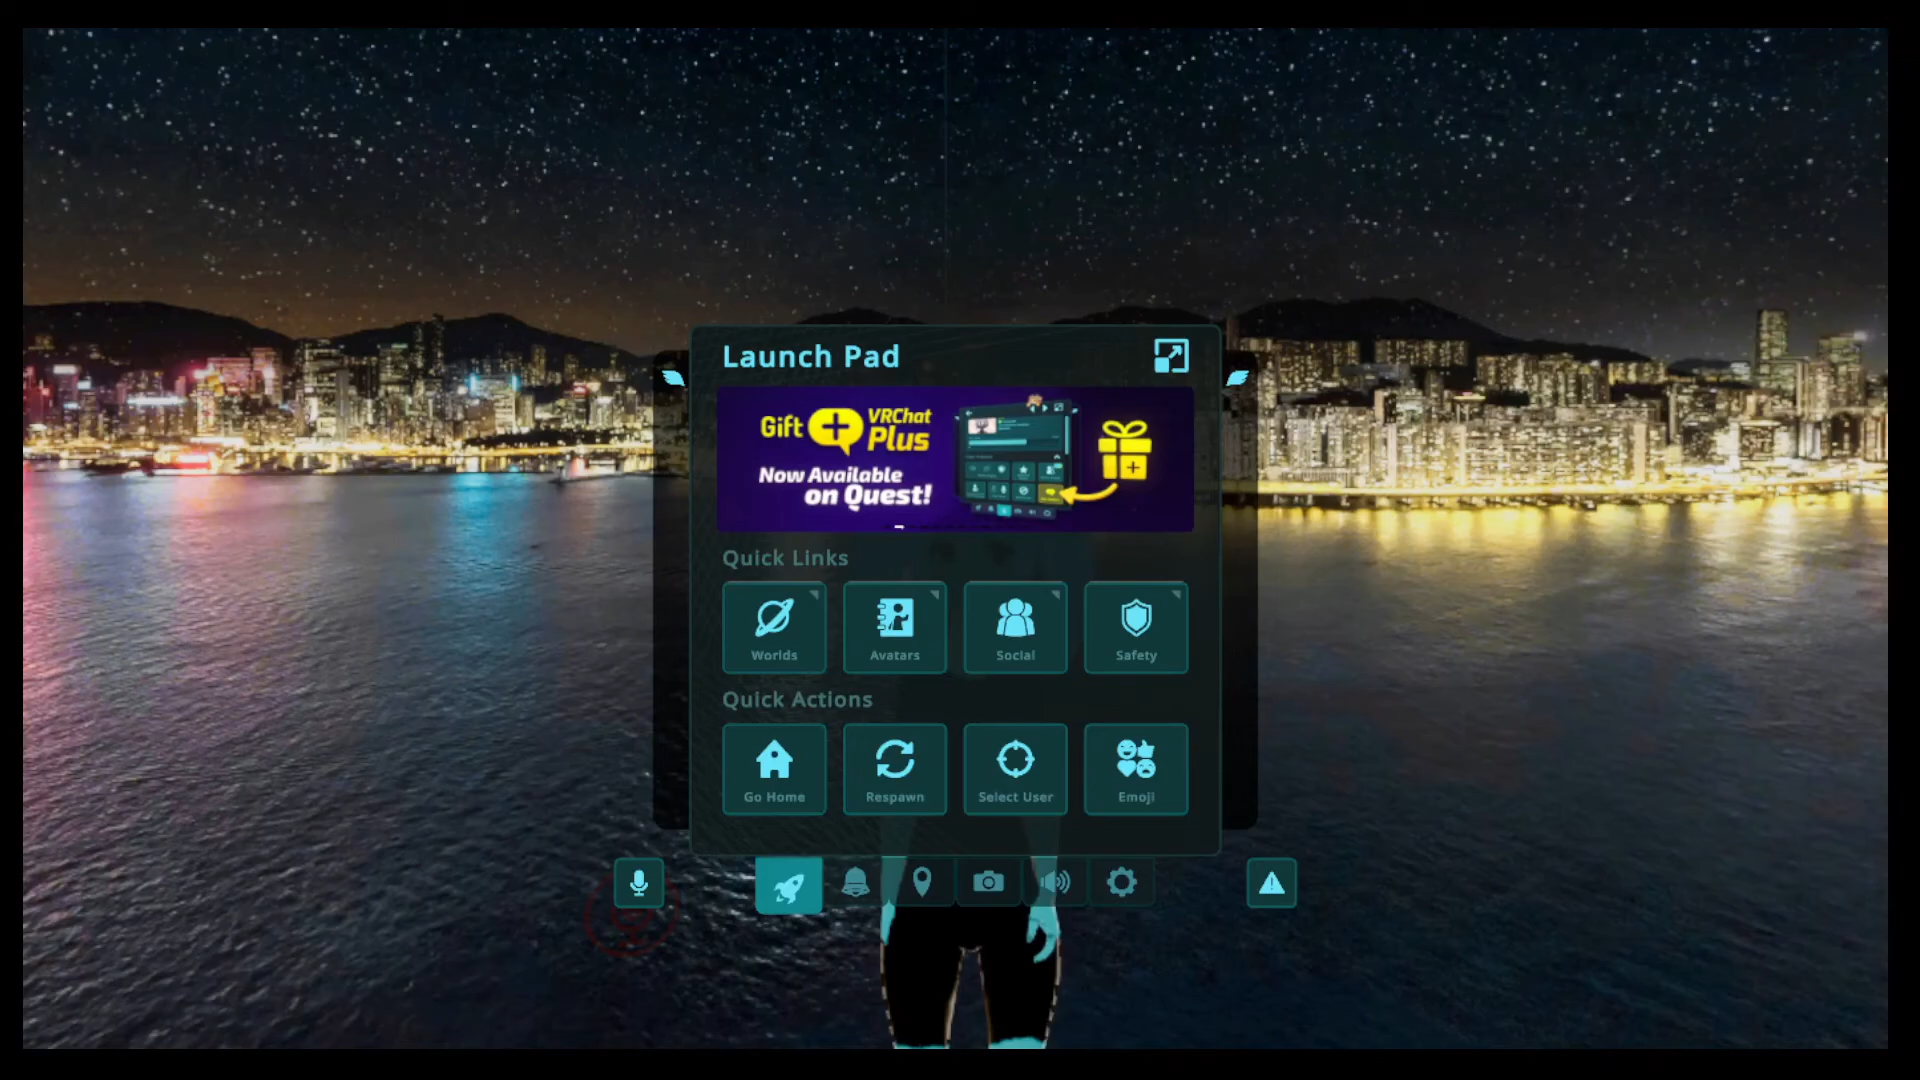 Launch Pad
Gift VRChat
Plus
Now Available
on Quest!
Quick Links
Worlds
Avatars
Social
Safety
Quick Actions
Go Home
Respawn
Select User
Emoji